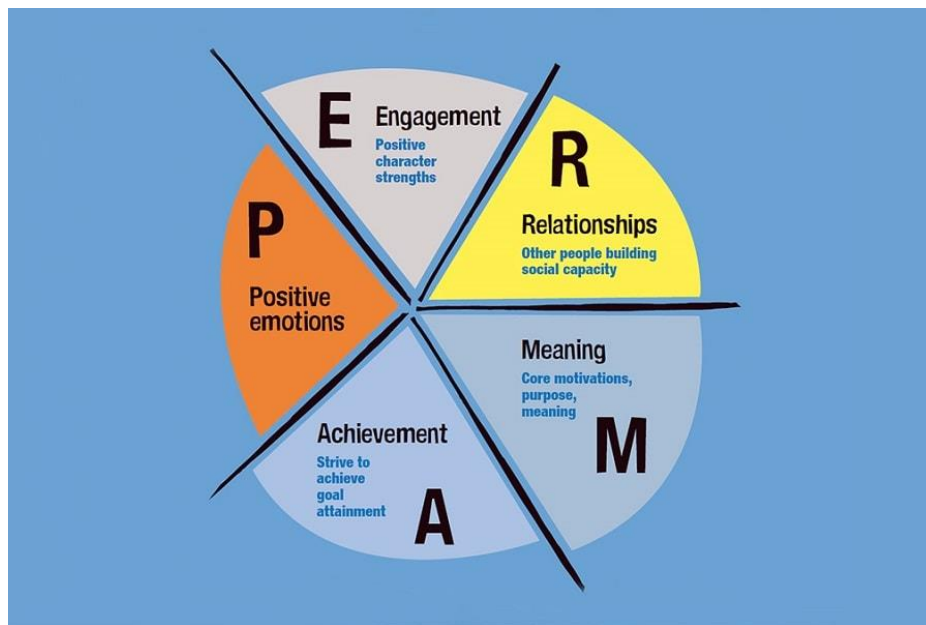 P
Positive
emotions
E
Engagement
Positive
character
strengths
R
Relationships
Other people building
social capacity
Meaning
Core motivations,
purpose,
meaning
M
Achievement
Strive to
achieve
goal
attainment
A